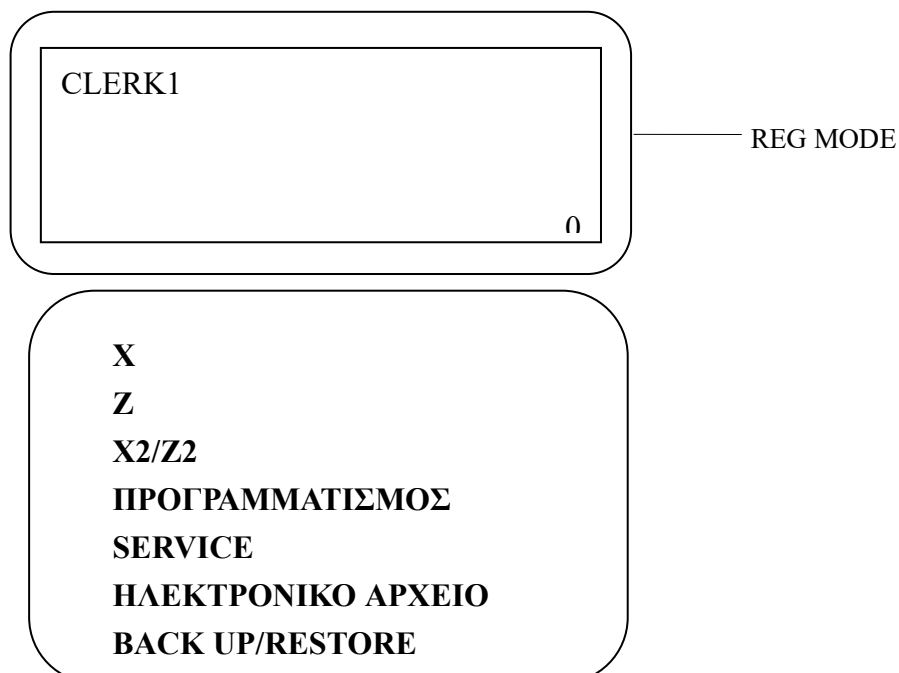 CLERK1
REG MODE
0
X
Z
X2/Z2
ΠΡΟΓΡΑΜΜΑΤΙΣΜΟΣ
SERVICE
ΗΛΕΚΤΡΟΝΙΚΟ ΑΡΧΕΙΟ
BACK UP/RESTORE